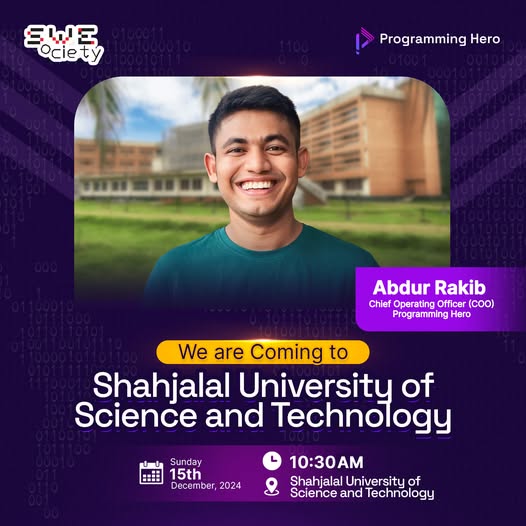 SWE
Society
Programming Hero
Abdur Rakib
Chief Operating Officer (COO)
Programming Hero
We are Coming to
Shahjalal University of
Science and Technology
Sunday
15th
December, 2024
10:30AM
Shahjalal University of
Science and Technology